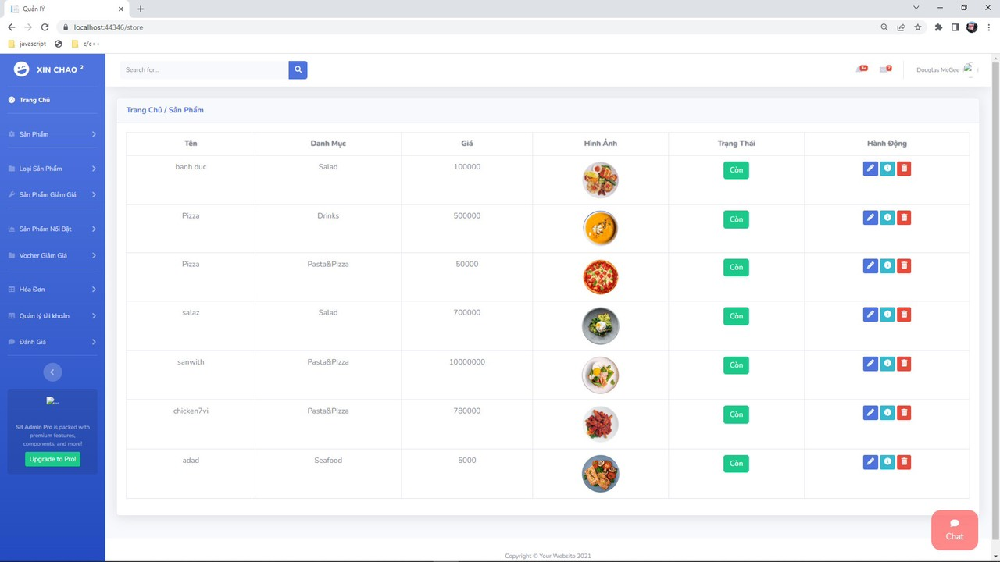 Quản lÝ
localhost:44346/store
javascript
c/c++
XIN CHAO 2
Trang Chủ
Sản Phẩm
Loại Sản Phẩm
Sản Phẩm Giảm Giá
Sản Phẩm Nổi Bật
Vocher Giảm Giá
Hóa Đơn
Quản lý tài khoản
Đánh Giá
...
SB Admin Pro is packed with
premium features,
components, and more!
Upgrade to Pro!
Search for...
3+
7
Douglas McGee
Trang Chủ / Sản Phẩm
Tên Danh Mục Giá Hình Ảnh Trạng Thái Hành Động
banh duc Salad 100000 Còn
Pizza Drinks 500000 Còn
Pizza Pasta&Pizza 50000 Còn
salaz Salad 700000 Còn
sanwith Pasta&Pizza 10000000 Còn
chicken7vi Pasta&Pizza 780000 Còn
adad Seafood 5000 Còn
Chat
Copyright © Your Website 2021